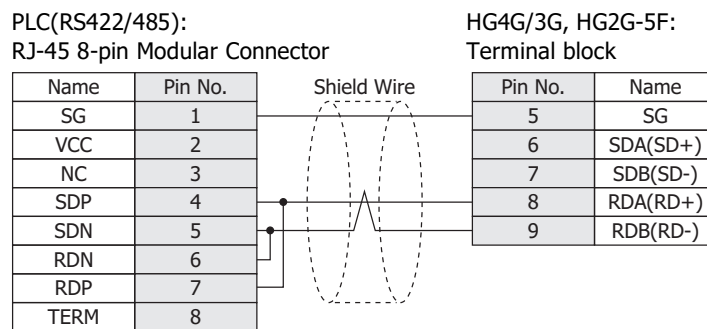 PLC(RS422/485):
RJ-45 8-pin Modular Connector
HG4G/3G, HG2G-5F:
Terminal block
Name Pin No. Shield Wire Pin No. Name
SG 1 5 SG
VCC 2 6 SDA(SD+)
NC 3 7 SDB(SD-)
SDP 4 8 RDA(RD+)
SDN 5 9 RDB(RD-)
RDN 6
RDP 7
TERM 8